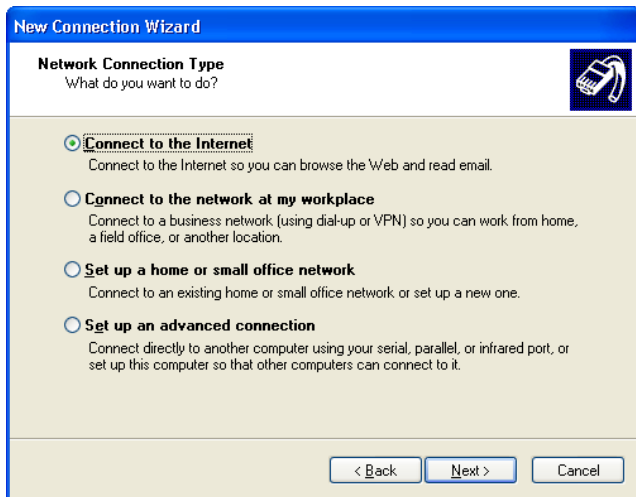 New Connection Wizard
Network Connection Type
What do you want to do?
Connect to the Internet
Connect to the Internet so you can browse the Web and read email.
Connect to the network at my workplace
Connect to a business network (using dial-up or VPN) so you can work from home,
a field office, or another location.
Set up a home or small office network
Connect to an existing home or small office network or set up a new one.
Set up an advanced connection
Connect directly to another computer using your serial, parallel, or infrared port, or
set up this computer so that other computers can connect to it.
< Back Next > Cancel